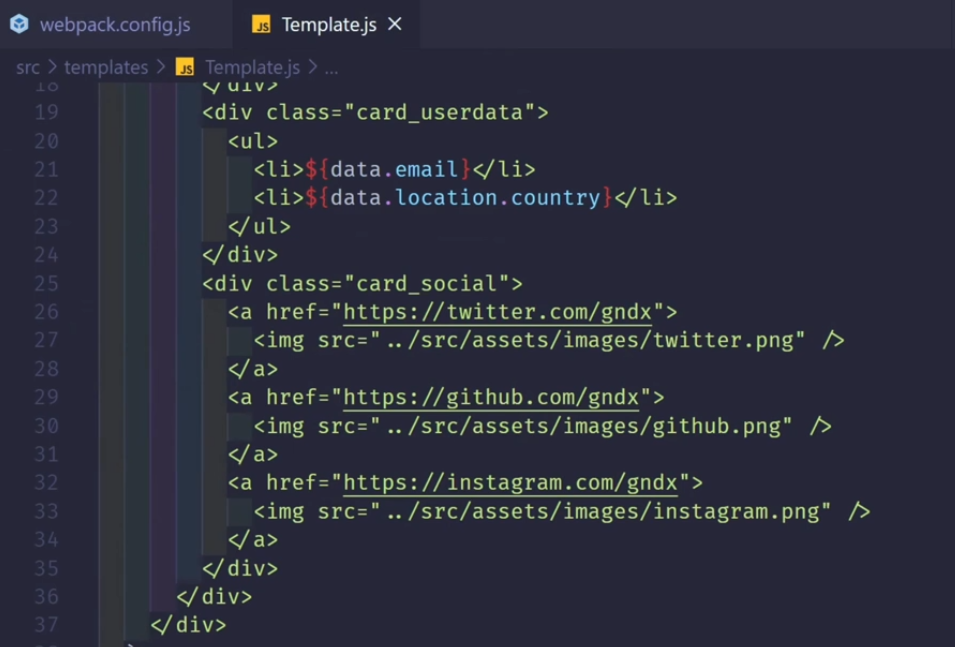 webpack.config.js
JS Template.js ×
src > templates > JS Template.js > ...
18 </div>
19 <div class="card_userdata">
20 <ul>
21 <li>${data.email}</li>
22 <li>${data.location.country}</li>
23 </ul>
24 </div>
25 <div class="card_social">
26 <a href="https://twitter.com/gndx">
27 <img src="../src/assets/images/twitter.png" />
28 </a>
29 <a href="https://github.com/gndx">
30 <img src="../src/assets/images/github.png" />
31 </a>
32 <a href="https://instagram.com/gndx">
33 <img src="../src/assets/images/instagram.png" />
34 </a>
35 </div>
36 </div>
37 </div>